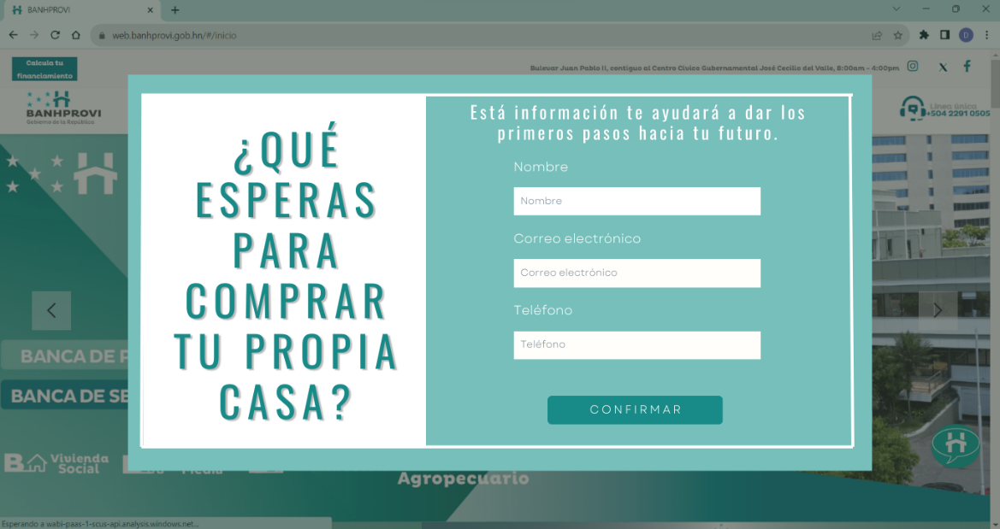 BANHPROVI
web.banhprovi.gob.hn/#/inicio
D
Calcula tu
financiamiento
Bulevar Juan Pablo II, contiguo al Centro Cívico Gubernamental José Cecilio del Valle, 8:00am - 4:00pm
BANHPROVI
Gobierno de la República
Línea única
+504 2291 0505
¿QUÉ
ESPERAS
PARA
COMPRAR
TU PROPIA
CASA?
Está información te ayudará a dar los
primeros pasos hacia tu futuro.
Nombre
Nombre
Correo electrónico
Correo electrónico
Teléfono
Teléfono
CONFIRMAR
BANCA DE P
BANCA DE SE
Vivienda
Social
Media
Agropecuario
Esperando a wabi-paas-1-scus-api.analysis.windows.net...